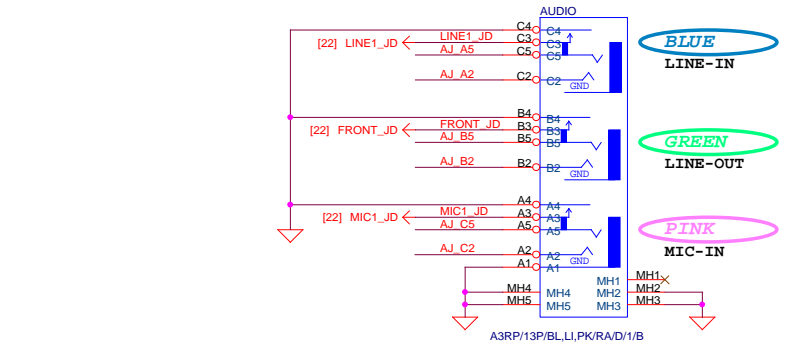 AUDIO
C4 C4
[22] LINE1_JD LINE1_JD C3 C3 BLUE
AJ_A5 C5 C5
LINE-IN
AJ_A2 C2 C2
GND
B4 B4
[22] FRONT_JD FRONT_JD B3 B3
AJ_B5 B5 B5 GREEN
AJ_B2 B2 B2 LINE-OUT
GND
A4 A4
[22] MIC1_JD MIC1_JD A3 A3
AJ_C5 A5 A5 PINK
AJ_C2 A2 A2 MIC-IN
GND
A1 A1
MH1 MH1
MH4 MH4 MH2 MH2
MH5 MH5 MH3 MH3
A3RP/13P/BL,LI,PK/RA/D/1/B